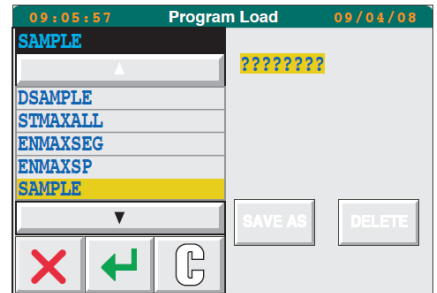 09:05:57 Program Load 09/04/08
SAMPLE
????????
DSAMPLE
STMAXALL
ENMAXSEG
ENMAXSP
SAMPLE
SAVE AS DELETE
C